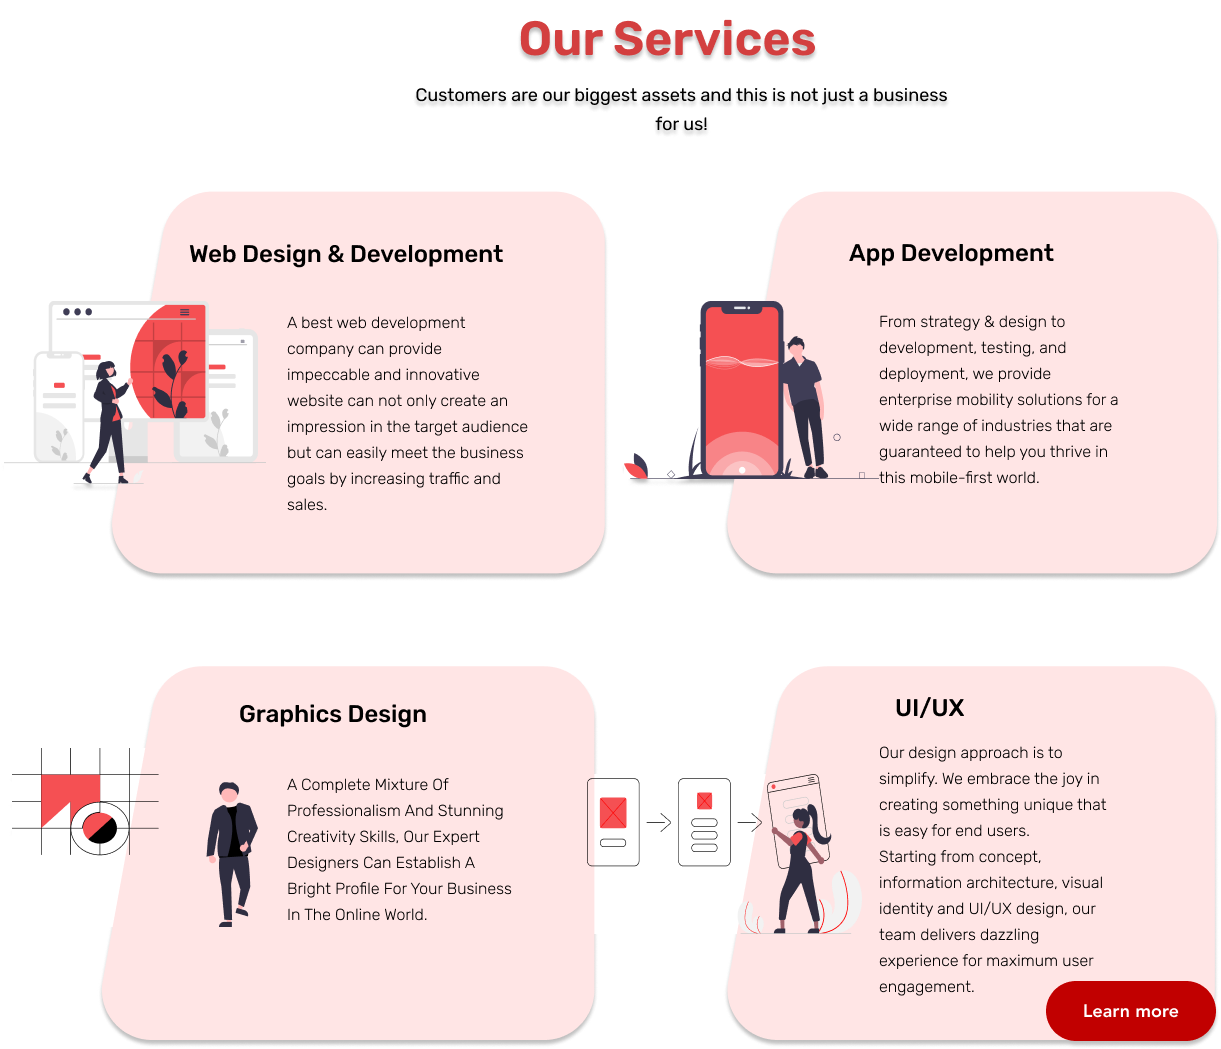 Our Services
Customers are our biggest assets and this is not just a business
for us!
Web Design & Development
A best web development
company can provide
impeccable and innovative
website can not only create an
impression in the target audience
but can easily meet the business
goals by increasing traffic and
sales.
App Development
From strategy & design to
development, testing, and
deployment, we provide
enterprise mobility solutions for a
wide range of industries that are
guaranteed to help you thrive in
this mobile-first world.
Graphics Design
A Complete Mixture Of
Professionalism And Stunning
Creativity Skills, Our Expert
Designers Can Establish A
Bright Profile For Your Business
In The Online World.
UI/UX
Our design approach is to
simplify. We embrace the joy in
creating something unique that
is easy for end users.
Starting from concept,
information architecture, visual
identity and UI/UX design, our
team delivers dazzling
experience for maximum user
engagement.
Learn more